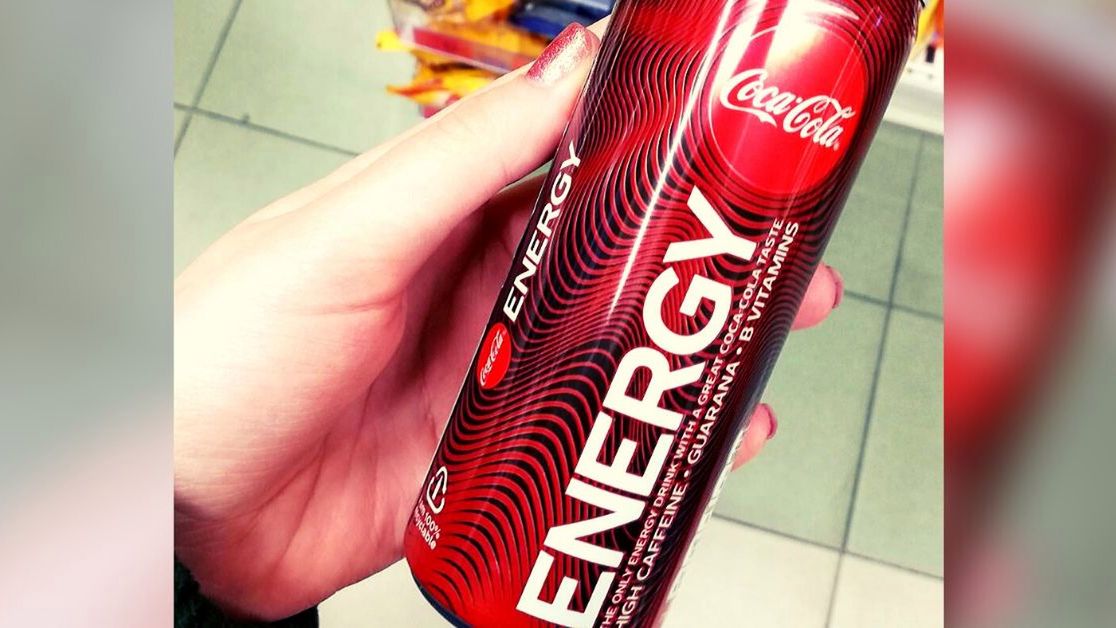 Coca-Cola
ENERGY
THE ONLY ENERGY DRINK WITH A GREAT COCA-COLA TASTE
HIGH CAFFEINE • GUARANA • B VITAMINS
Coca-Cola
ENERGY
100%